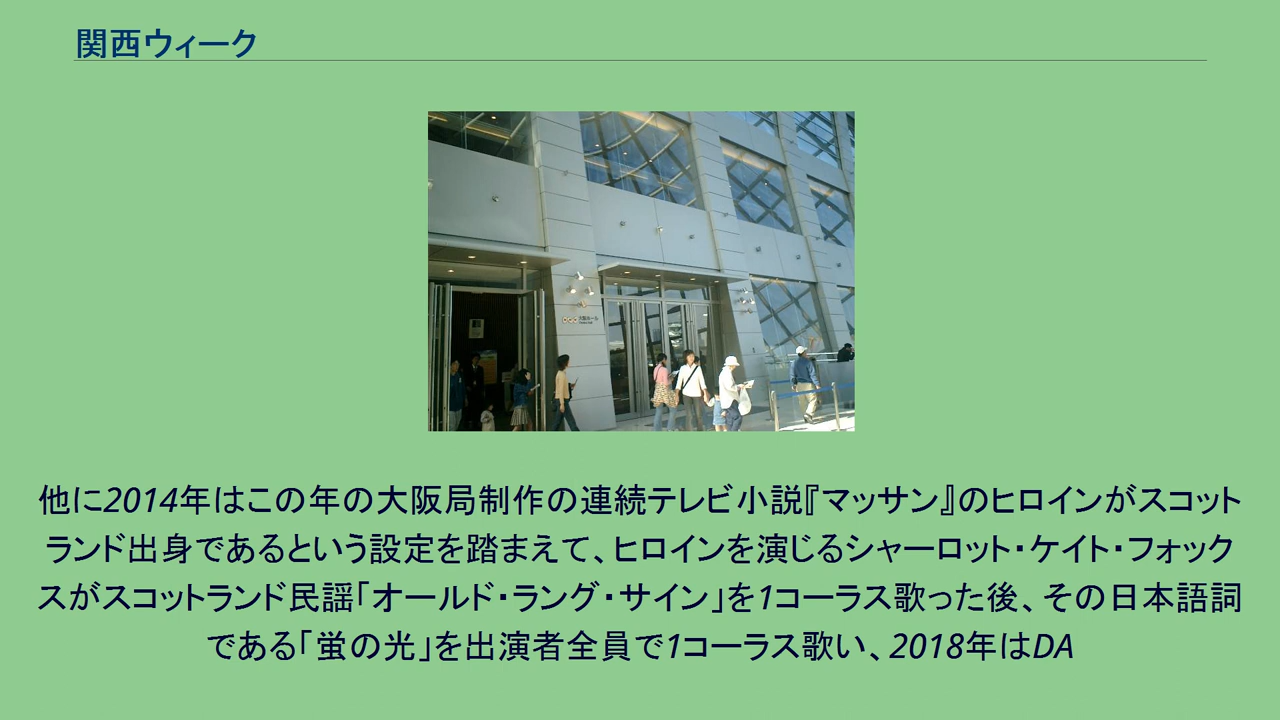 関西ウィーク
大阪ホール
他に2014年はこの年の大阪局制作の連続テレビ小説『マッサン』のヒロインがスコット
ランド出身であるという設定を踏まえて、ヒロインを演じるシャーロット・ケイト・フォック
スがスコットランド民謡「オールド・ラング・サイン」を1コーラス歌った後、その日本語詞
である「蛍の光」を出演者全員で1コーラス歌い、2018年はDA